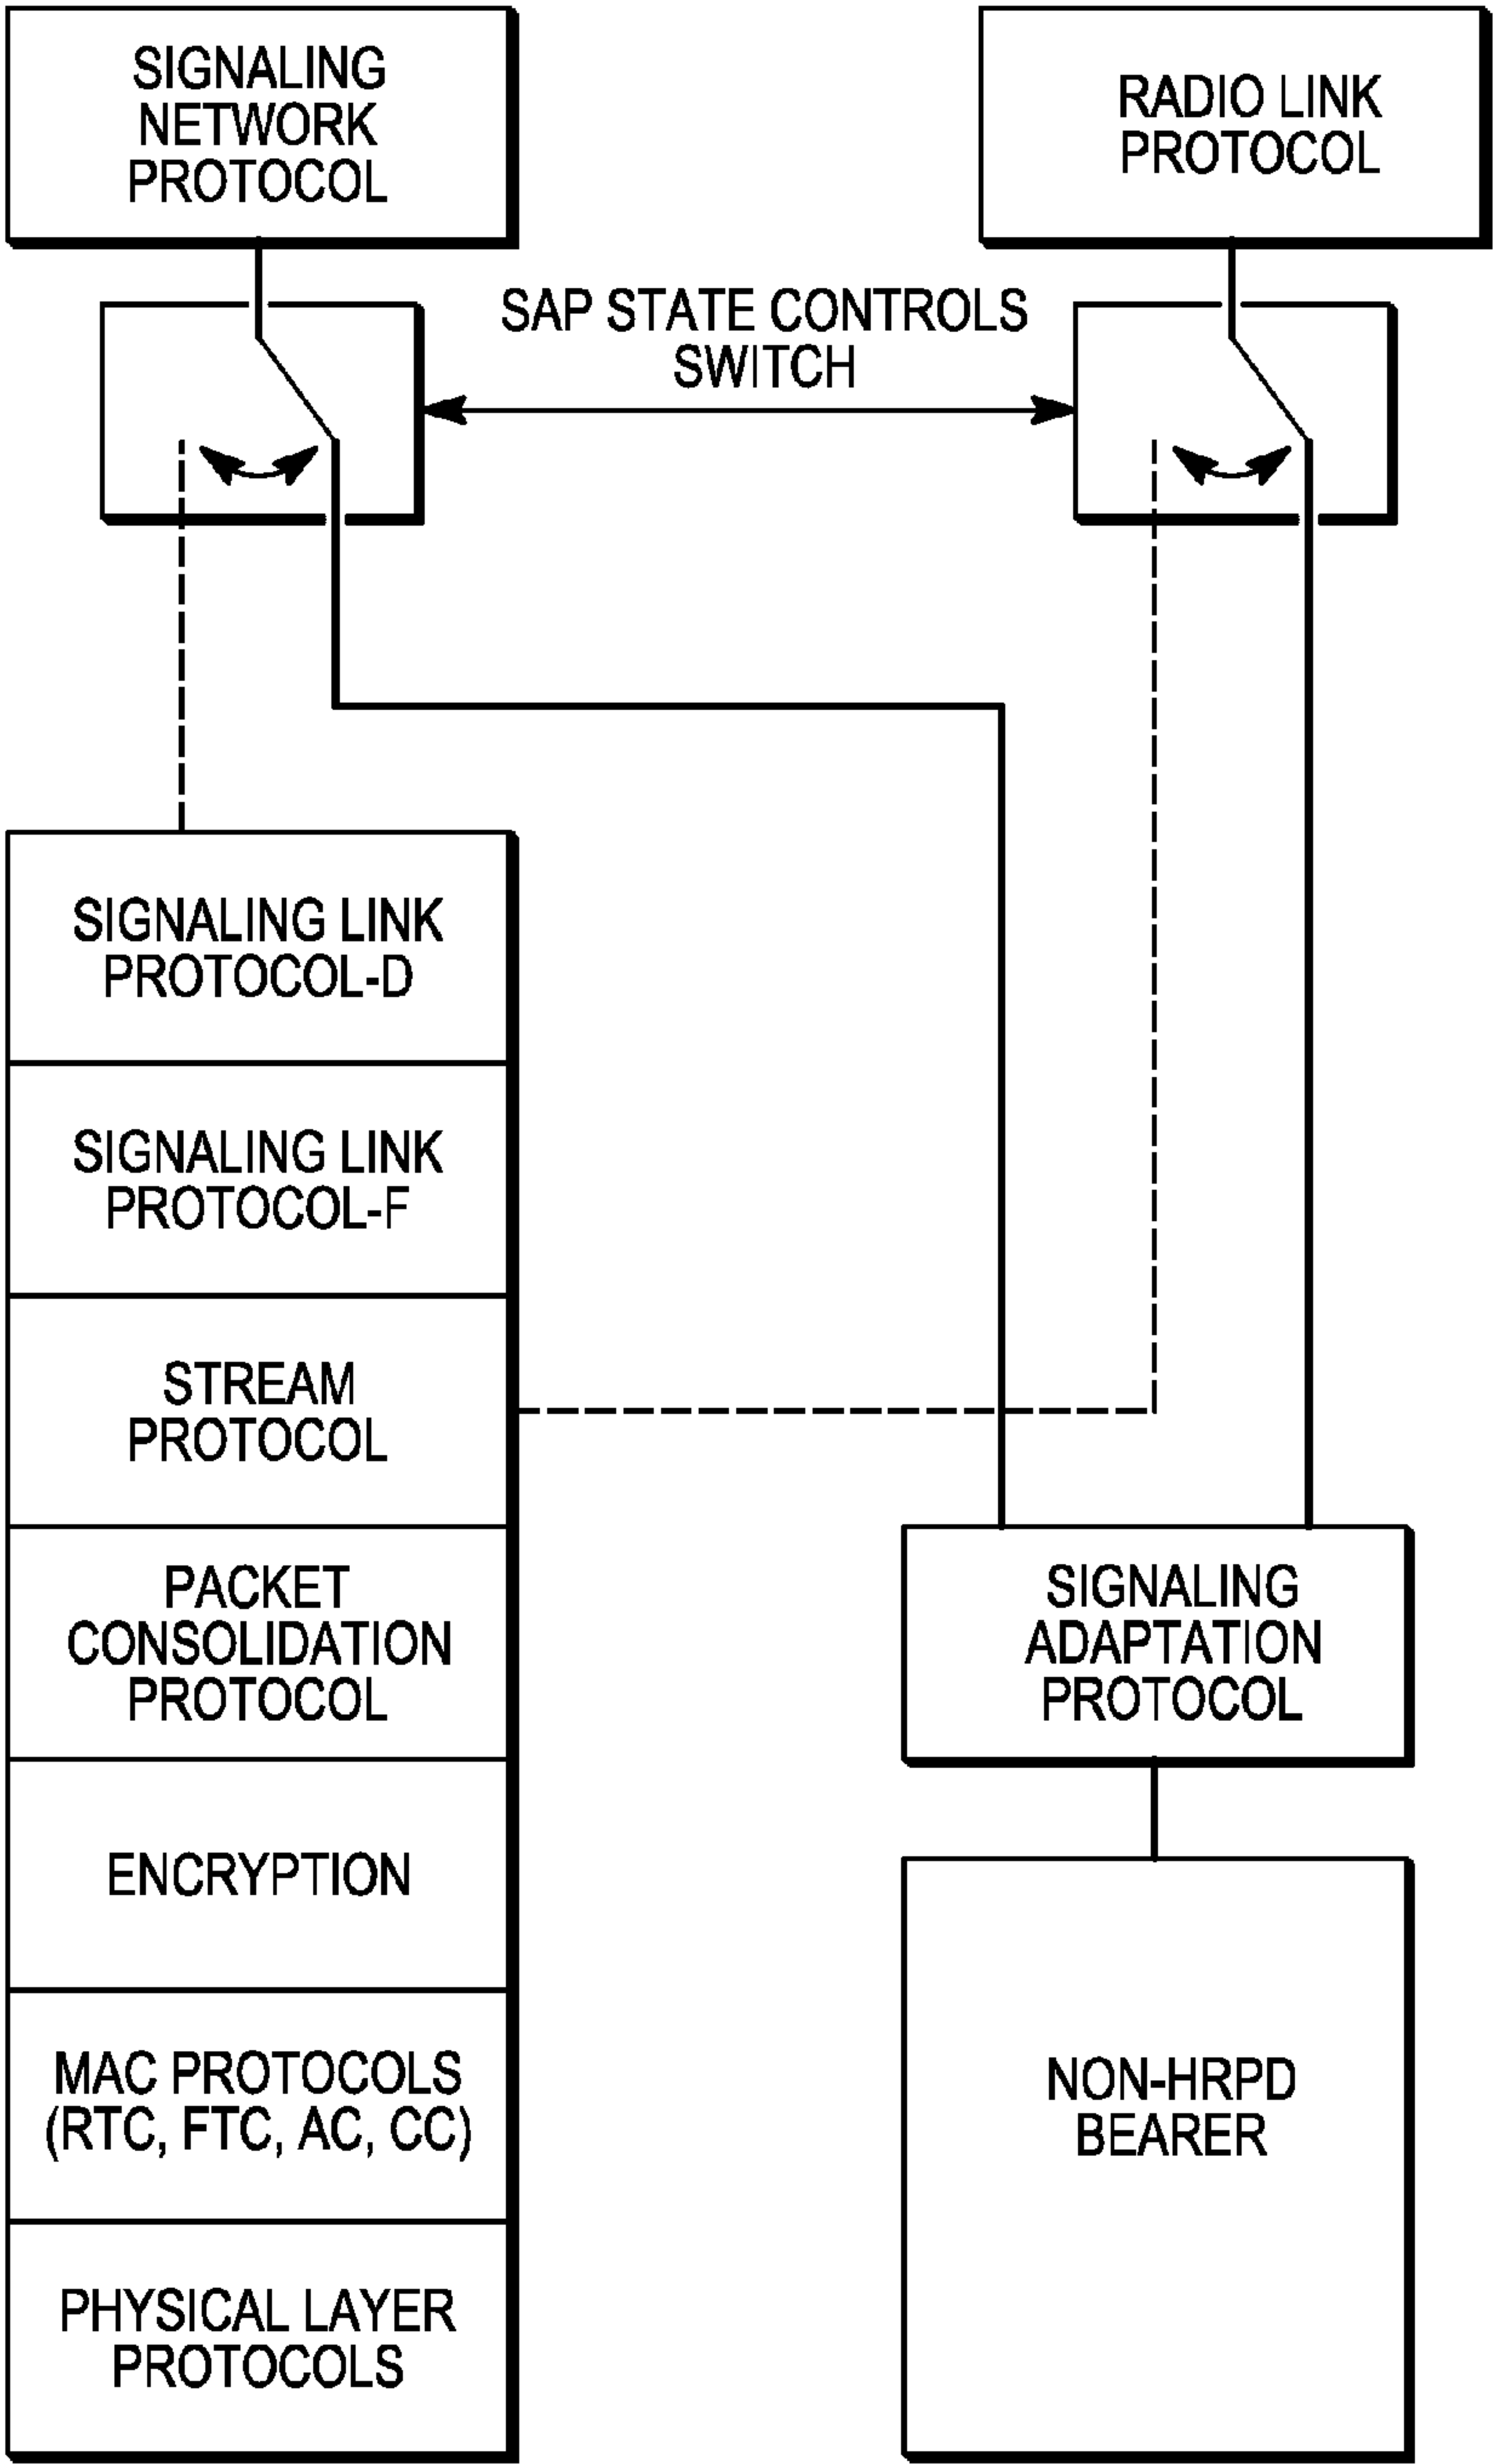 SIGNALING
NETWORK
PROTOCOL
RADIO LINK
PROTOCOL
SAP STATE CONTROLS
SWITCH
SIGNALING LINK
PROTOCOL-D
SIGNALING LINK
PROTOCOL-F
STREAM
PROTOCOL
PACKET
CONSOLIDATION
PROTOCOL
ENCRYPTION
MAC PROTOCOLS
(RTC, FTC, AC, CC)
PHYSICAL LAYER
PROTOCOLS
SIGNALING
ADAPTATION
PROTOCOL
NON-HRPD
BEARER